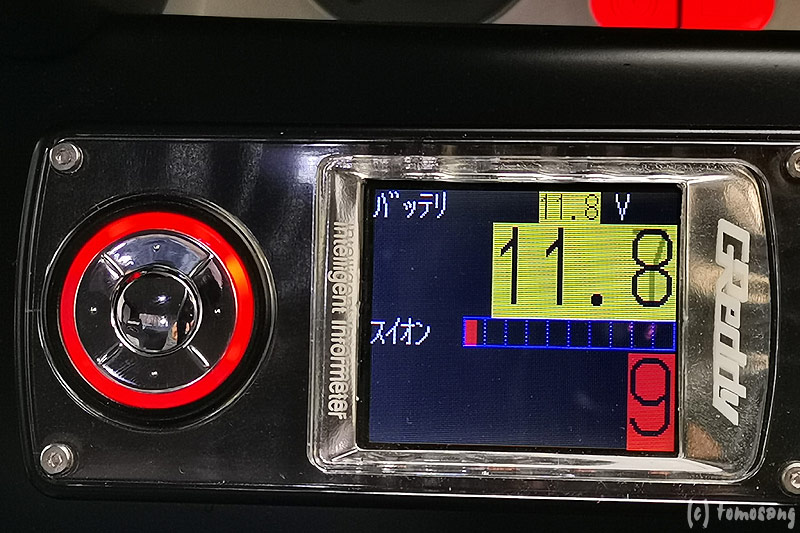 バッテリ 11.8 V
11.8
スイオン
9
Intelligent Informeter
GReddy
(c) tomosang